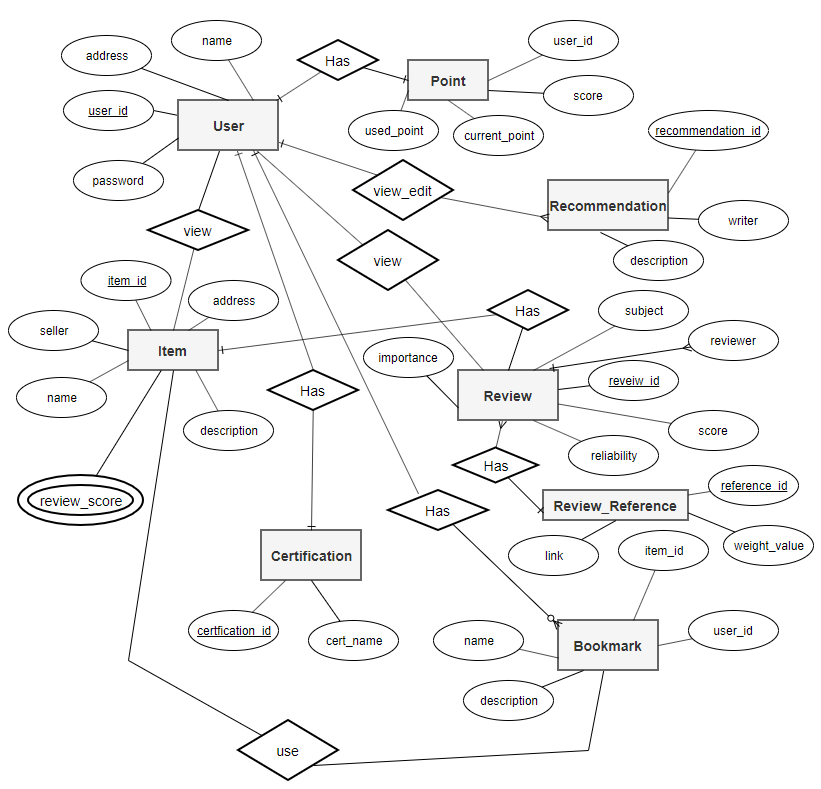 name
address
Has
user_id
Point
score
user_id
User
used_point
current_point
recommendation_id
password
view_edit
Recommendation
writer
view
view
description
item_id
address
Has
subject
seller
Item
importance
reviewer
reveiw_id
name
Has
Review
description
score
reliability
Has
review_score
Has
reference_id
Review_Reference
Certification
link
weight_value
item_id
certfication_id
cert_name
name
Bookmark
user_id
description
use